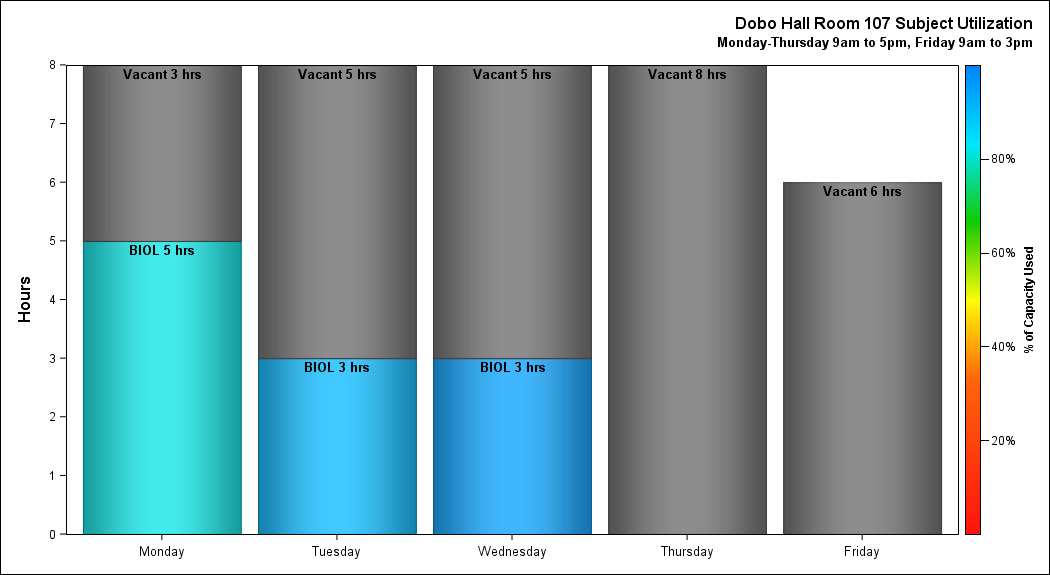 Dobo Hall Room 107 Subject Utilization
Monday-Thursday 9am to 5pm, Friday 9am to 3pm
Hours
8
7
6
5
4
3
2
1
0
Vacant 3 hrs
BIOL 5 hrs
Vacant 5 hrs
BIOL 3 hrs
Vacant 5 hrs
BIOL 3 hrs
Vacant 8 hrs
Vacant 6 hrs
Monday
Tuesday
Wednesday
Thursday
Friday
80%
60%
40%
20%
% of Capacity Used